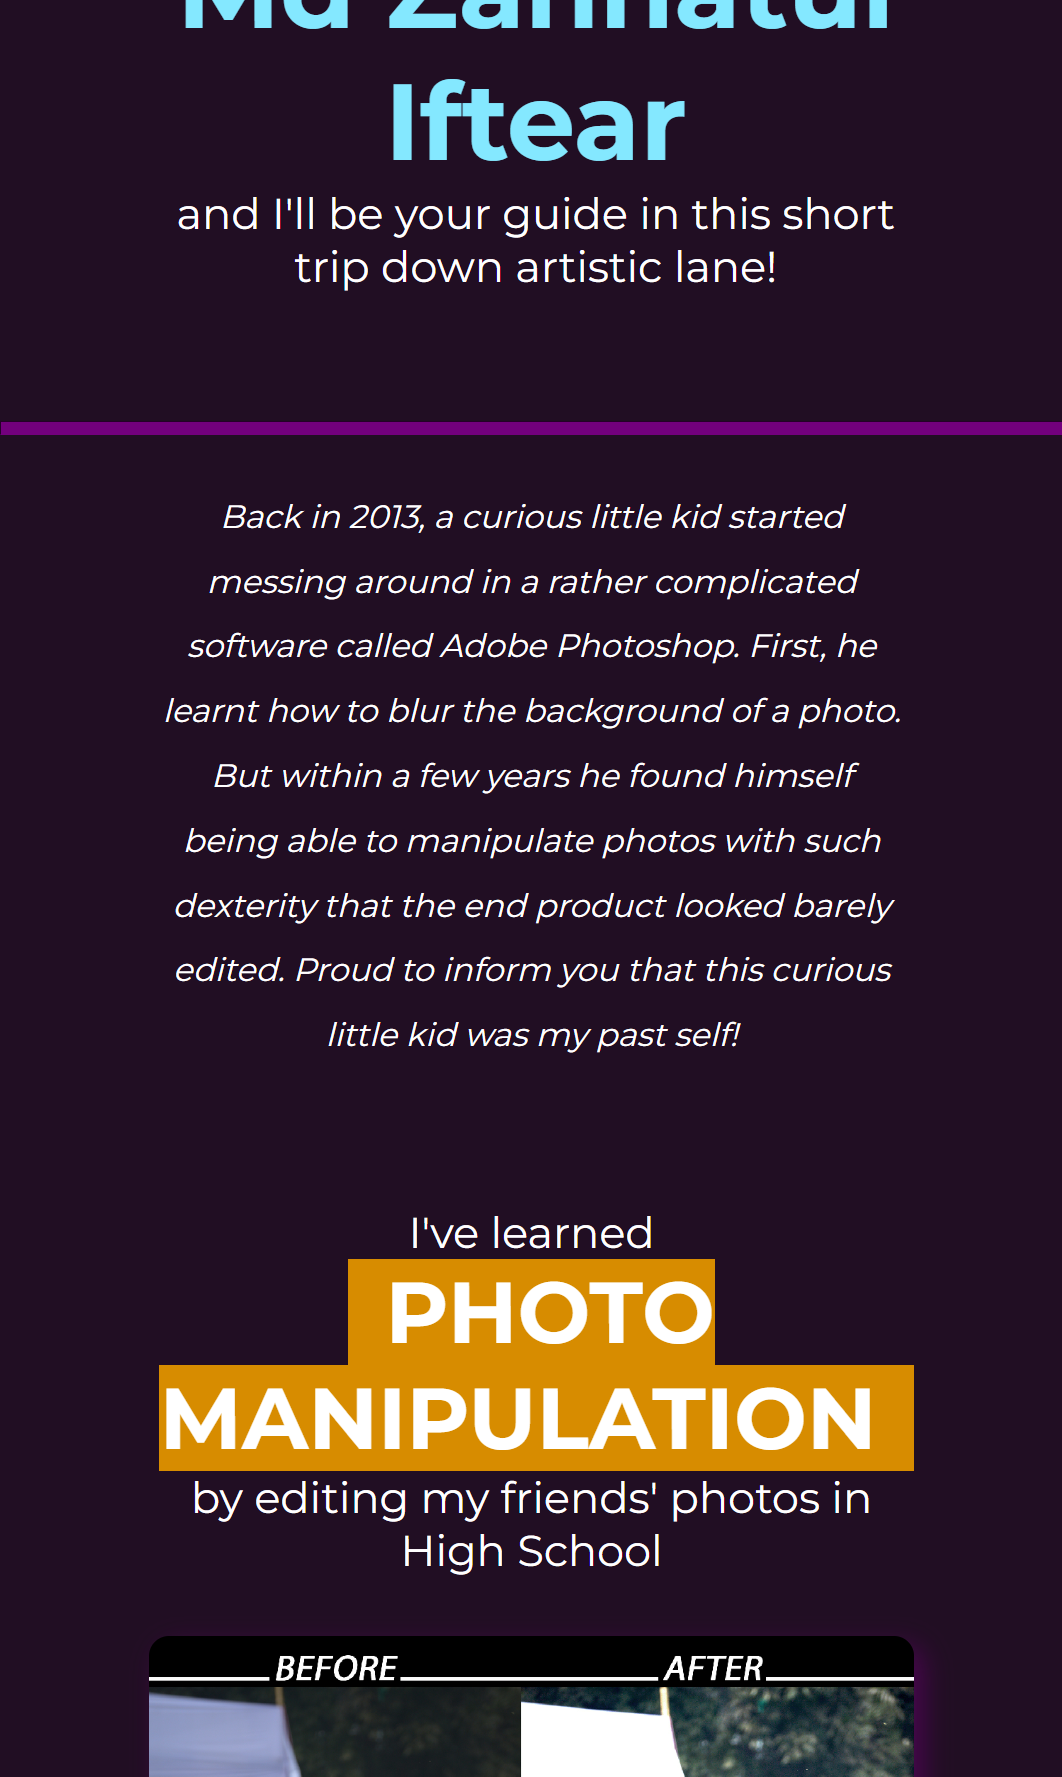 Md Zannatul
Iftear
and I'll be your guide in this short
trip down artistic lane!
Back in 2013, a curious little kid started
messing around in a rather complicated
software called Adobe Photoshop. First, he
learnt how to blur the background of a photo.
But within a few years he found himself
being able to manipulate photos with such
dexterity that the end product looked barely
edited. Proud to inform you that this curious
little kid was my past self!
I've learned
PHOTO
MANIPULATION
by editing my friends' photos in
High School
BEFORE AFTER